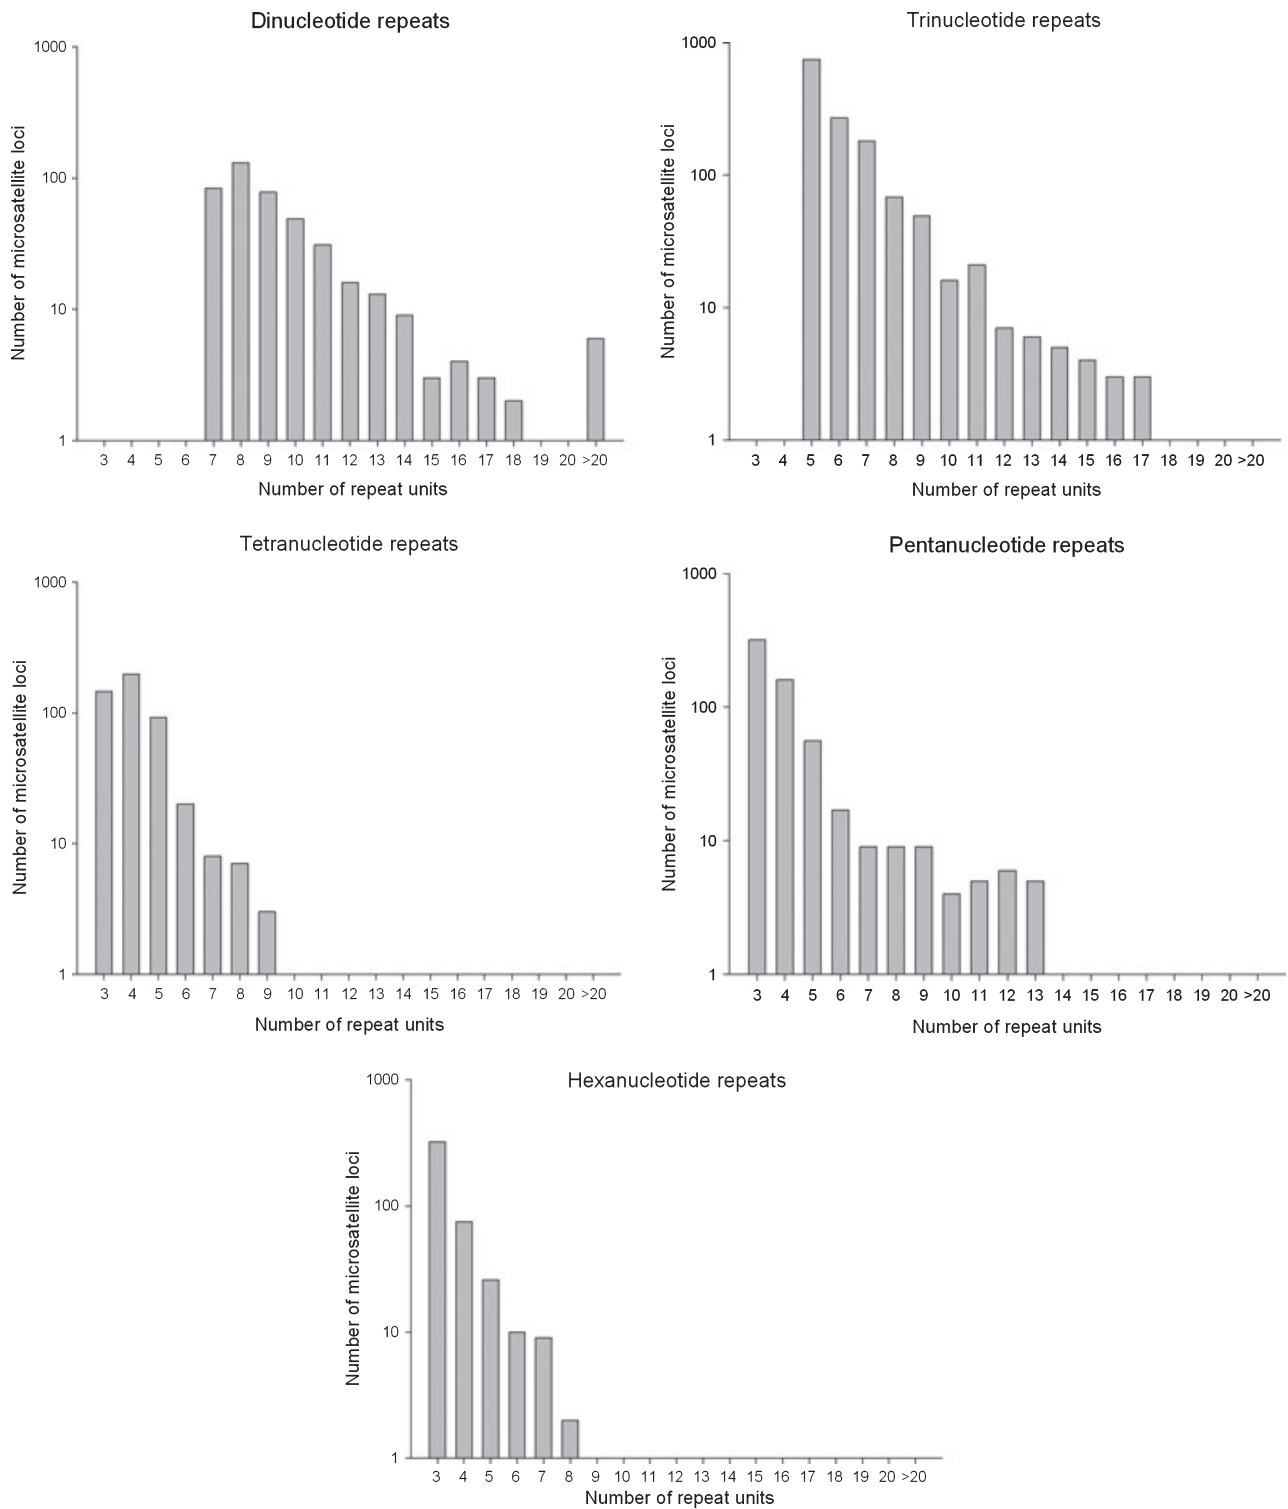 Dinucleotide repeats
1000
100
10
1
Number of microsatellite loci
3 4 5 6 7 8 9 10 11 12 13 14 15 16 17 18 19 20 >20
Number of repeat units
Trinucleotide repeats
1000
100
10
1
Number of microsatellite loci
3 4 5 6 7 8 9 10 11 12 13 14 15 16 17 18 19 20 >20
Number of repeat units
Tetranucleotide repeats
1000
100
10
1
Number of microsatellite loci
3 4 5 6 7 8 9 10 11 12 13 14 15 16 17 18 19 20 >20
Number of repeat units
Pentanucleotide repeats
1000
100
10
1
Number of microsatellite loci
3 4 5 6 7 8 9 10 11 12 13 14 15 16 17 18 19 20 >20
Number of repeat units
Hexanucleotide repeats
1000
100
10
1
Number of microsatellite loci
3 4 5 6 7 8 9 10 11 12 13 14 15 16 17 18 19 20 >20
Number of repeat units